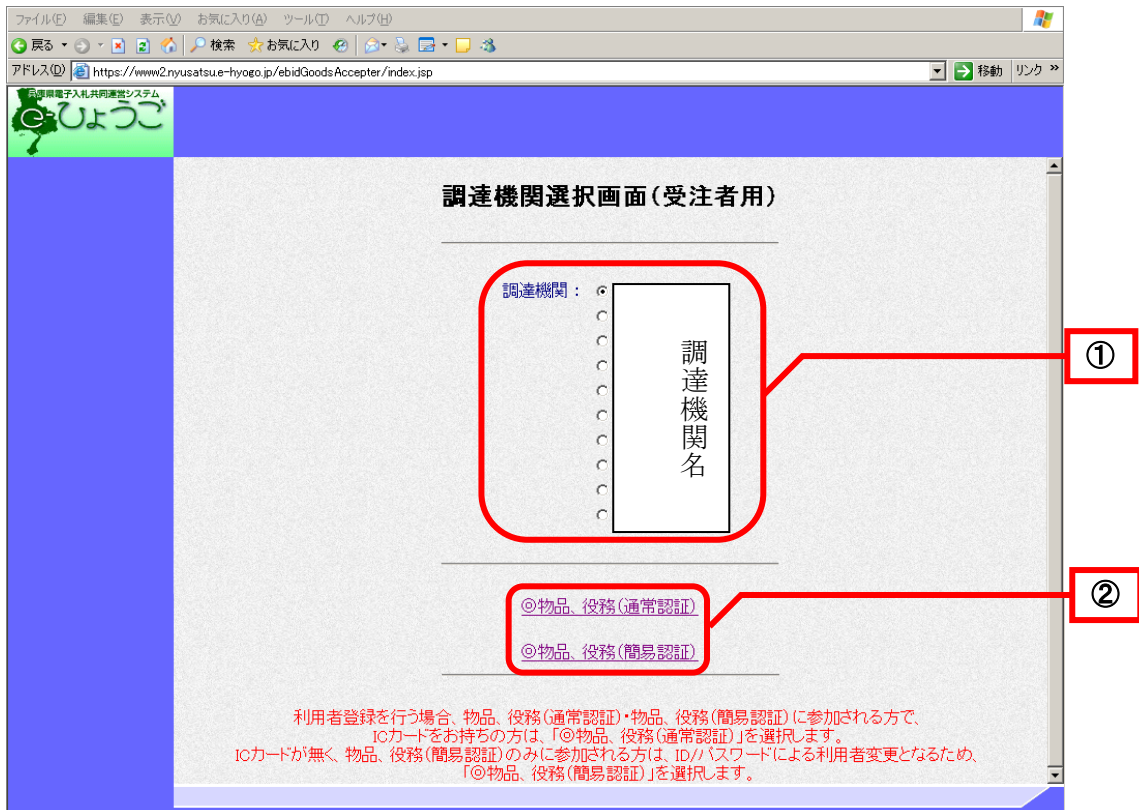 ファイル(F) 編集(E) 表示(V) お気に入り(A) ツール(T) ヘルプ(H)
戻る 検索 お気に入り
アドレス(D) https://www2.nyusatsu.e-hyogo.jp/ebidGoodsAccepter/index.jsp 移動 リンク »
兵庫県電子入札共同運営システム
e-ひょうご
調達機関選択画面(受注者用)
調達機関：
調達機関名
①
◎物品、役務(通常認証)
②
◎物品、役務(簡易認証)
利用者登録を行う場合、物品、役務(通常認証)・物品、役務(簡易認証)に参加される方で、
ICカードをお持ちの方は、「◎物品、役務(通常認証)」を選択します。
ICカードが無く、物品、役務(簡易認証)のみに参加される方は、ID/パスワードによる利用者変更となるため、
「◎物品、役務(簡易認証)」を選択します。